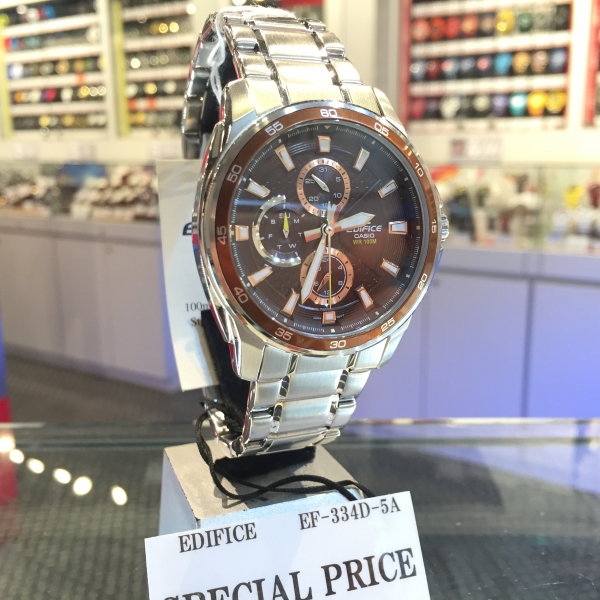 60
05
10
15
20
25
30
35
40
45
50
55
31
S U M
F T
T W
EDIFICE
CASIO
WR 100M
100m
EDIFICE EF-334D-5A
SPECIAL PRICE